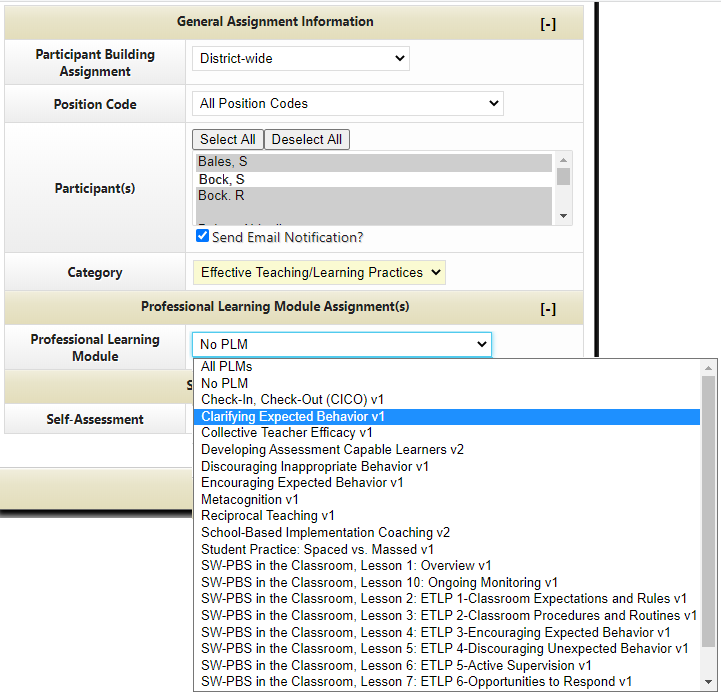 General Assignment Information [-]
Participant Building Assignment
District-wide
Position Code
All Position Codes
Participant(s)
Select All Deselect All
Bales, S
Bock, S
Bock. R
Send Email Notification?
Category
Effective Teaching/Learning Practices
Professional Learning Module Assignment(s) [-]
Professional Learning Module
No PLM
All PLMs
No PLM
Check-In, Check-Out (CICO) v1
Clarifying Expected Behavior v1
Collective Teacher Efficacy v1
Developing Assessment Capable Learners v2
Discouraging Inappropriate Behavior v1
Encouraging Expected Behavior v1
Metacognition v1
Reciprocal Teaching v1
School-Based Implementation Coaching v2
Student Practice: Spaced vs. Massed v1
SW-PBS in the Classroom, Lesson 1: Overview v1
SW-PBS in the Classroom, Lesson 10: Ongoing Monitoring v1
SW-PBS in the Classroom, Lesson 2: ETLP 1-Classroom Expectations and Rules v1
SW-PBS in the Classroom, Lesson 3: ETLP 2-Classroom Procedures and Routines v1
SW-PBS in the Classroom, Lesson 4: ETLP 3-Encouraging Expected Behavior v1
SW-PBS in the Classroom, Lesson 5: ETLP 4-Discouraging Unexpected Behavior v1
SW-PBS in the Classroom, Lesson 6: ETLP 5-Active Supervision v1
SW-PBS in the Classroom, Lesson 7: ETLP 6-Opportunities to Respond v1
Self-Assessment